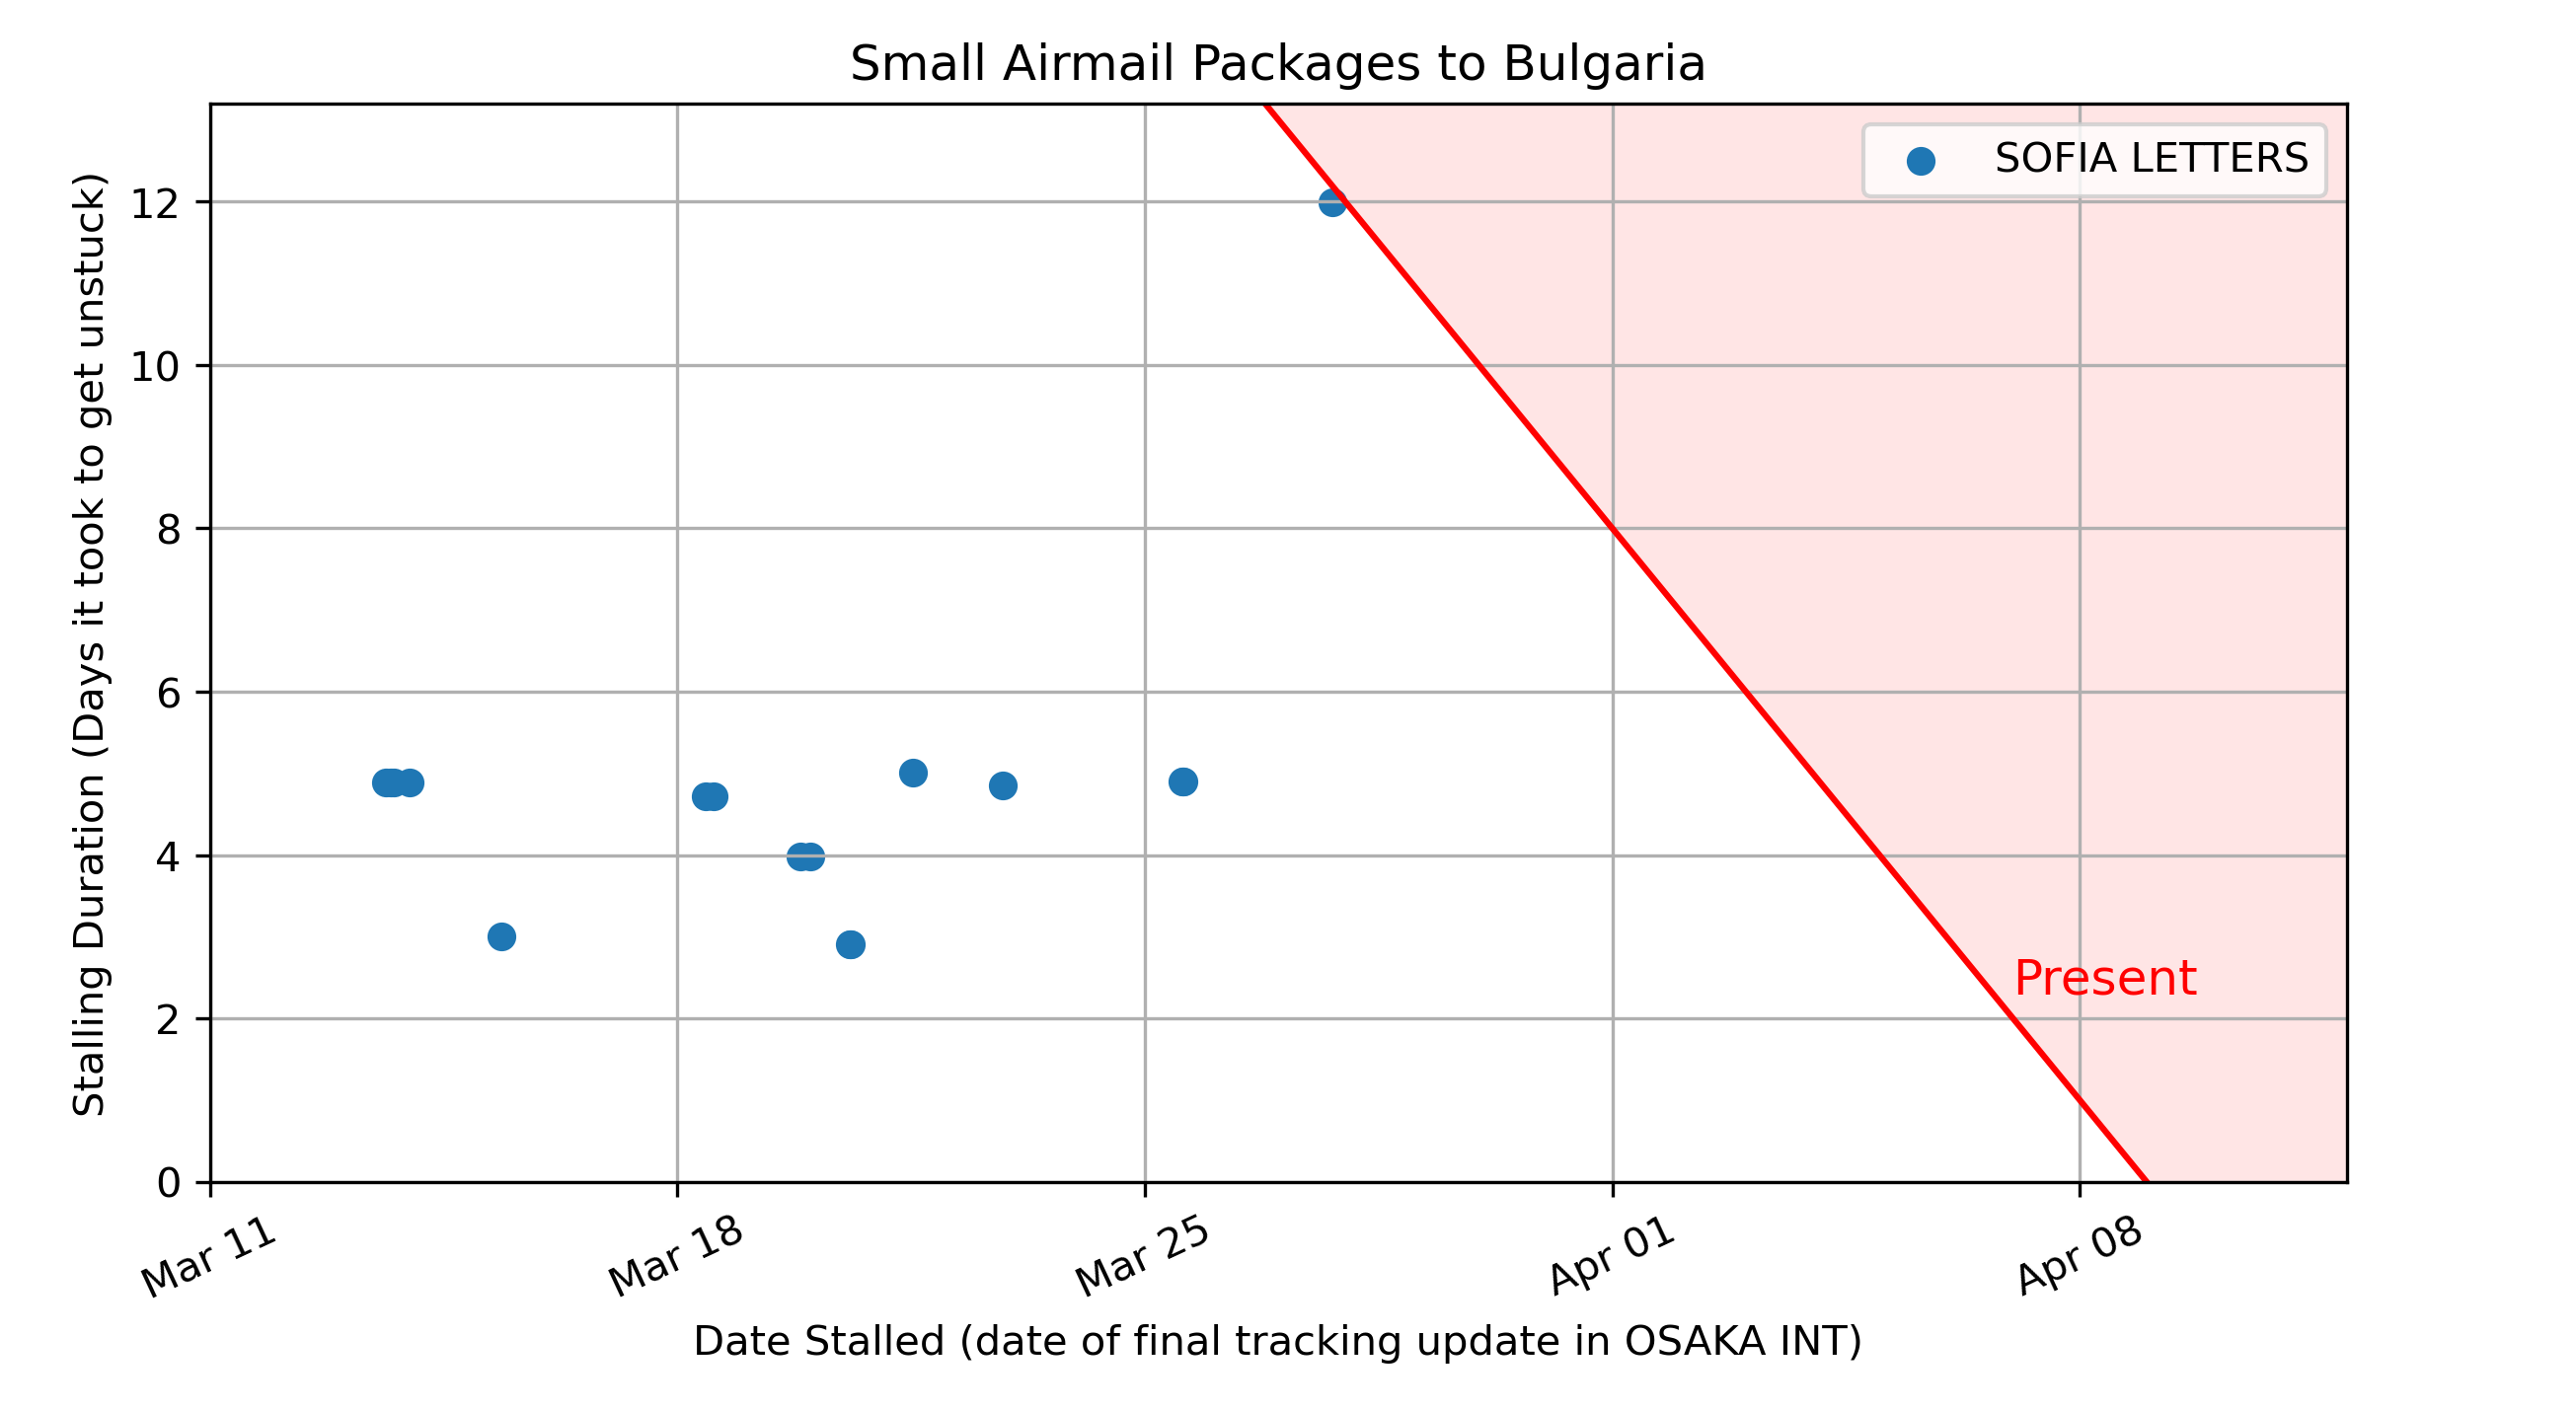 Small Airmail Packages to Bulgaria
SOFIA LETTERS
Stalling Duration (Days it took to get unstuck)
12
10
8
6
4
2
0
Present
Mar 11
Mar 18
Mar 25
Apr 01
Apr 08
Date Stalled (date of final tracking update in OSAKA INT)